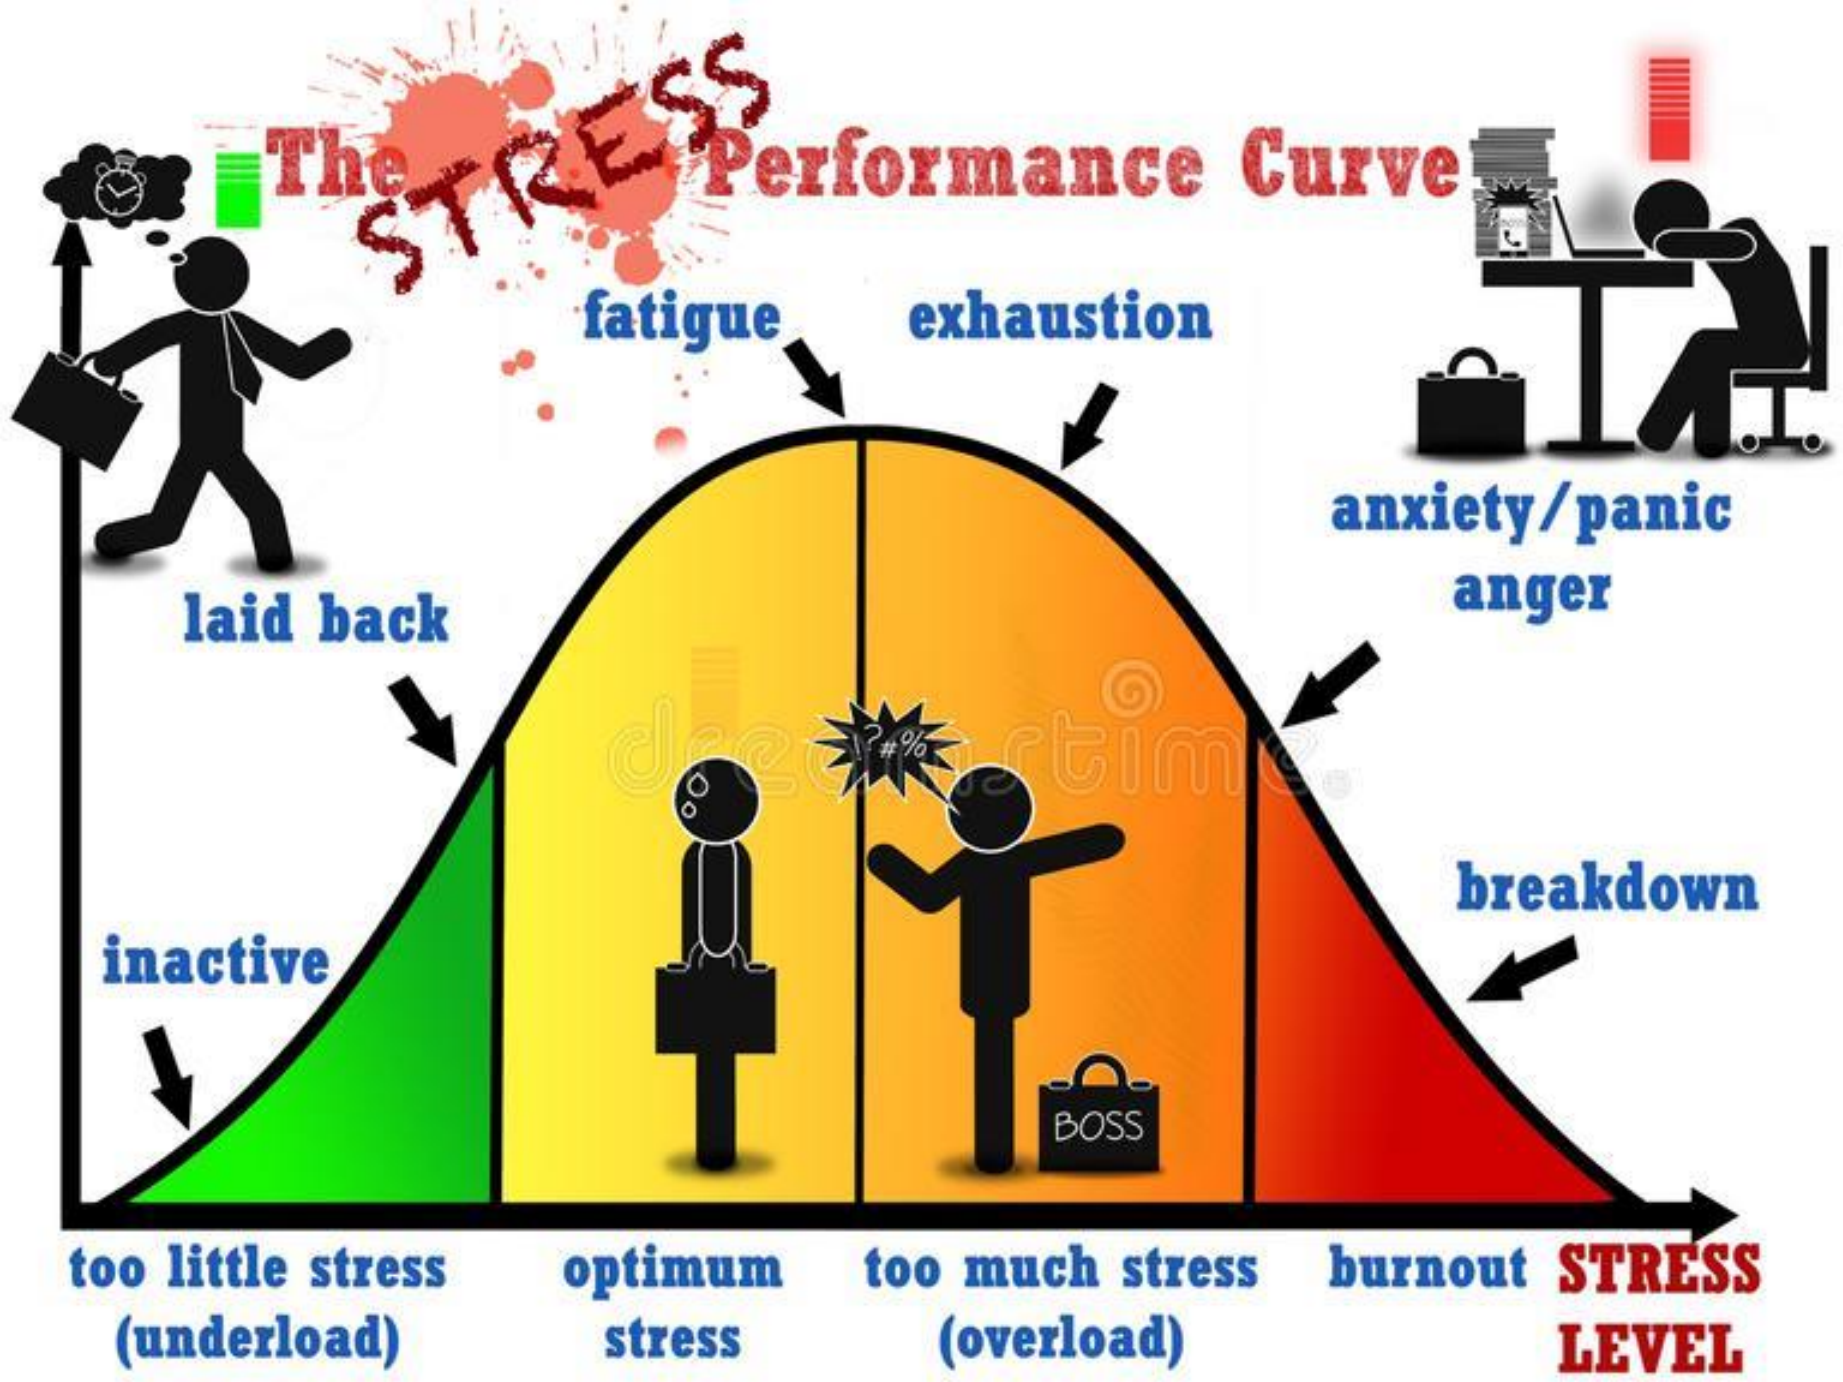 The STRESS Performance Curve
fatigue exhaustion
anxiety/panic
anger
laid back
!?#%
dreamstime.
breakdown
inactive
BOSS
too little stress
(underload)
optimum
stress
too much stress
(overload)
burnout
STRESS
LEVEL